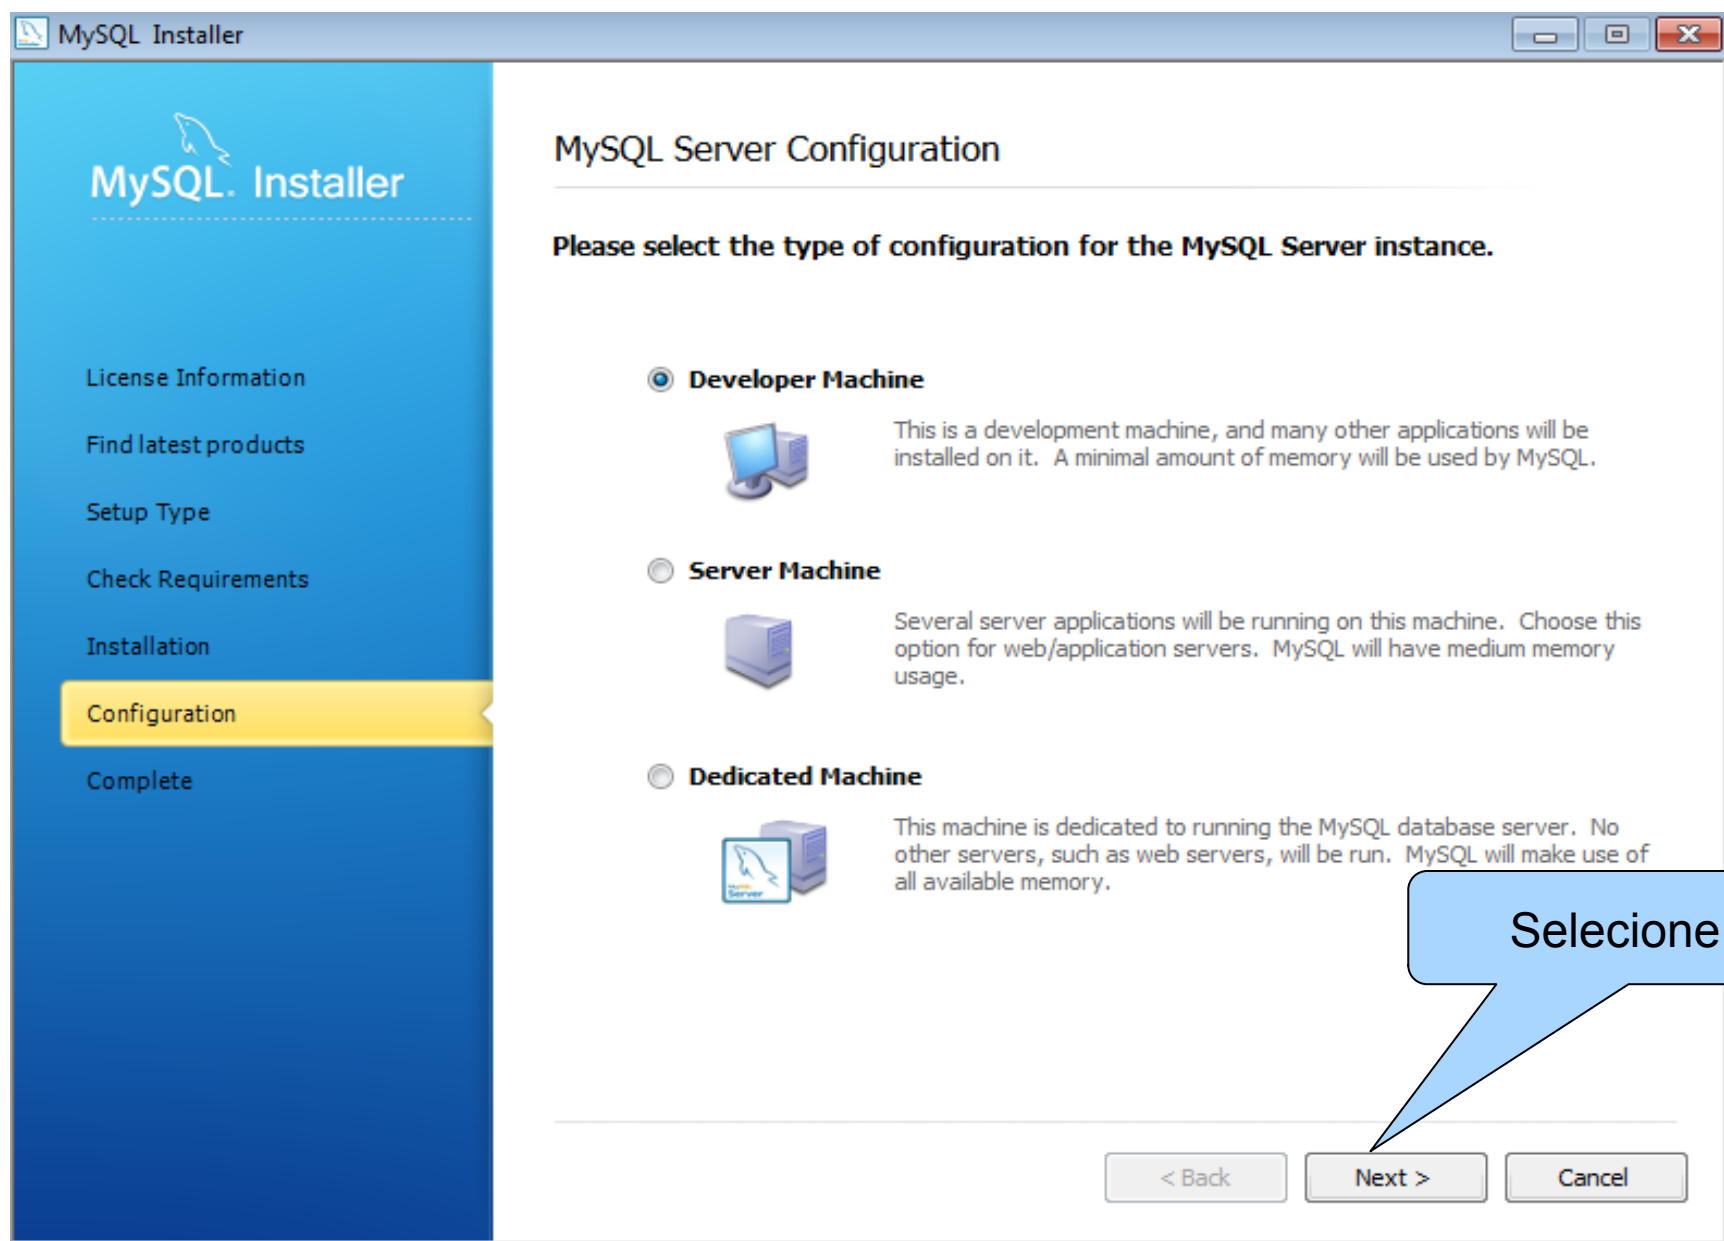 MySQL Installer
MySQL. Installer
License Information
Find latest products
Setup Type
Check Requirements
Installation
Configuration
Complete
MySQL Server Configuration
Please select the type of configuration for the MySQL Server instance.
Developer Machine
This is a development machine, and many other applications will be
installed on it. A minimal amount of memory will be used by MySQL.
Server Machine
Several server applications will be running on this machine. Choose this
option for web/application servers. MySQL will have medium memory
usage.
Dedicated Machine
This machine is dedicated to running the MySQL database server. No
other servers, such as web servers, will be run. MySQL will make use of
all available memory.
Server
Selecione
< Back
Next >
Cancel